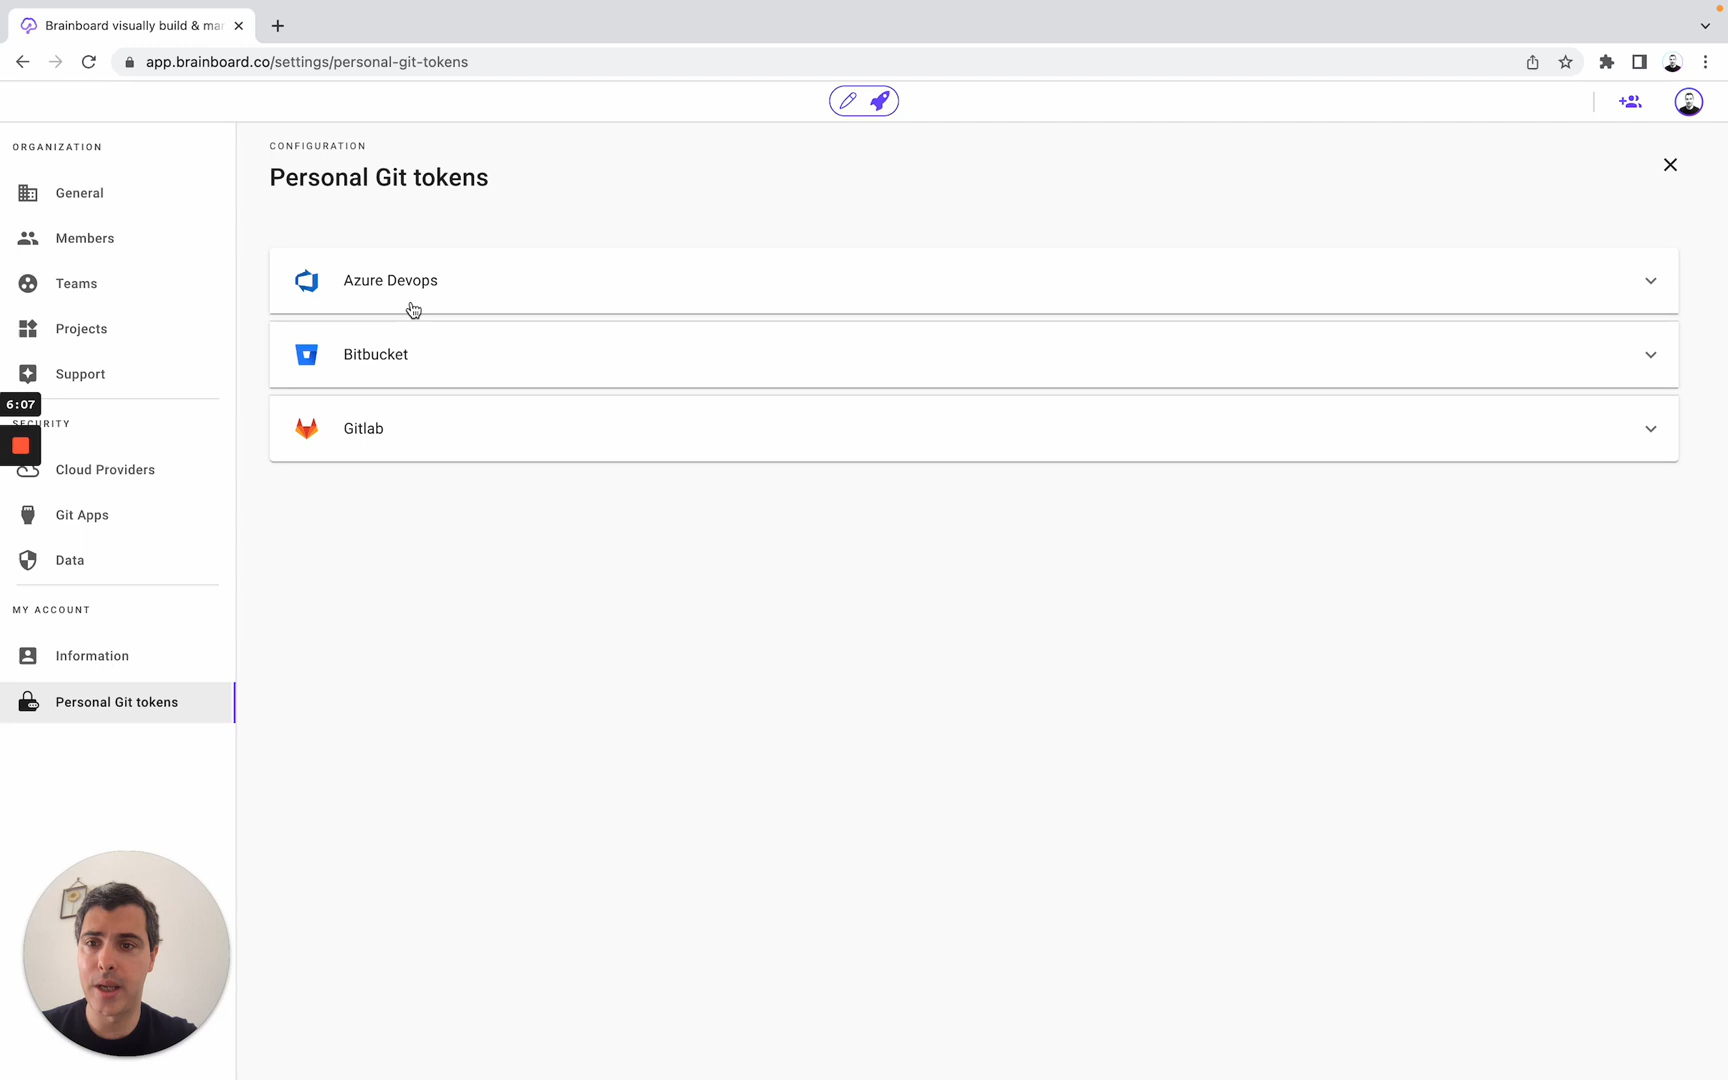 Brainboard visually build & ma
app.brainboard.co/settings/personal-git-tokens
ORGANIZATION
General
Members
Teams
Projects
Support
6:07
SECURITY
Cloud Providers
Git Apps
Data
MY ACCOUNT
Information
Personal Git tokens
CONFIGURATION
Personal Git tokens
Azure Devops
Bitbucket
Gitlab